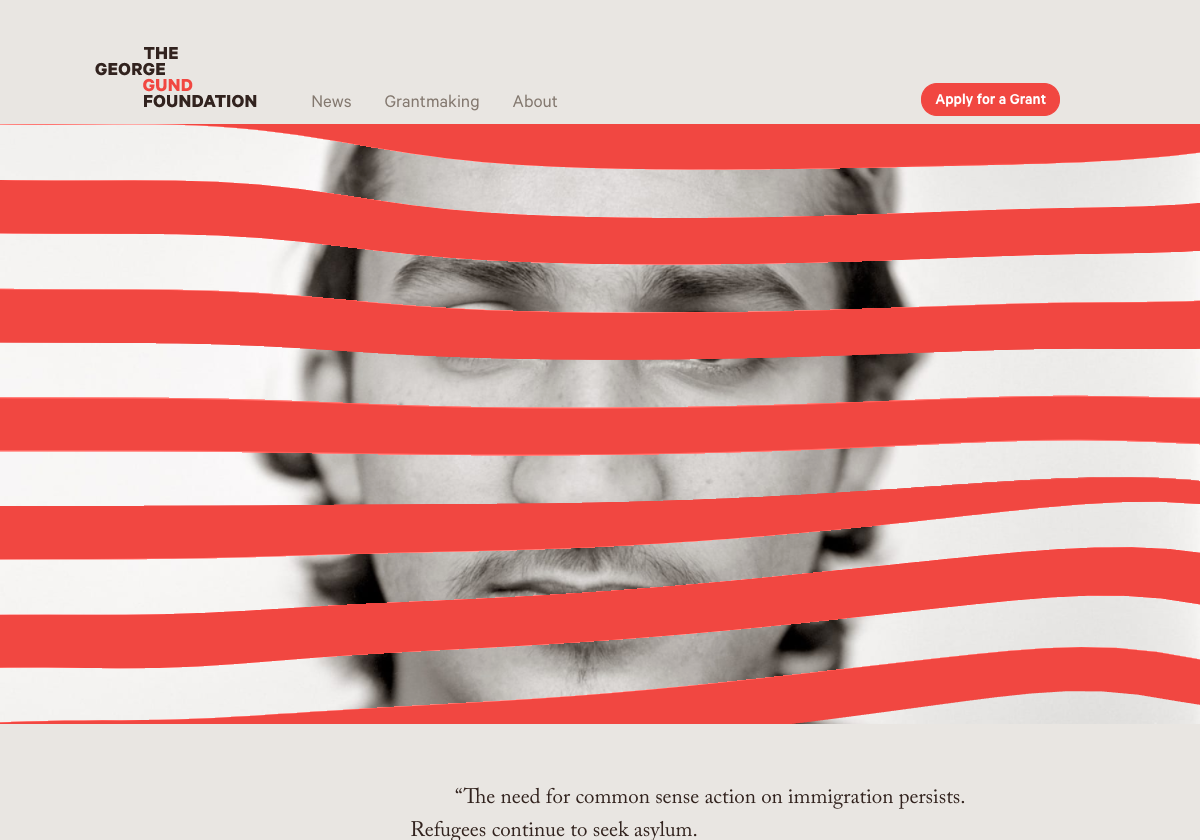 THE
GEORGE
GUND
FOUNDATION
News
Grantmaking
About
Apply for a Grant
“The need for common sense action on immigration persists.
Refugees continue to seek asylum.